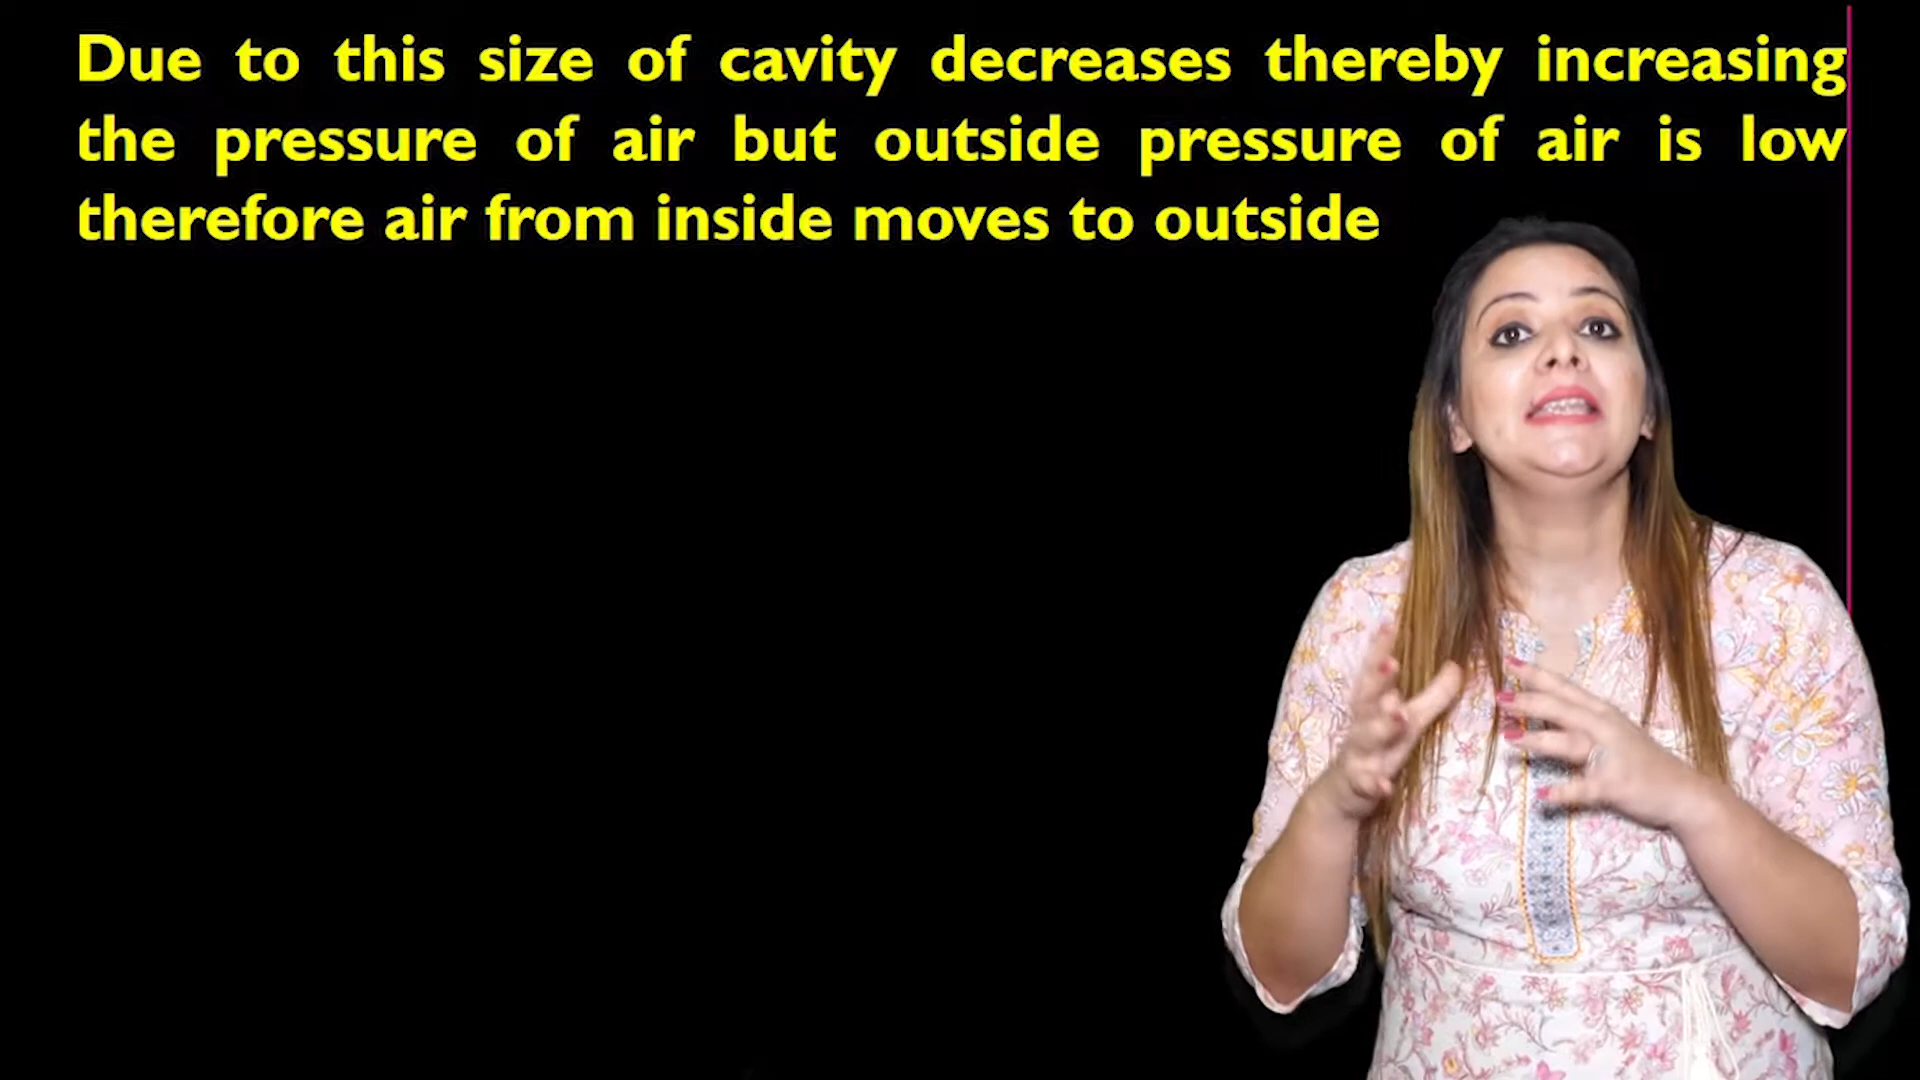 Due to this size of cavity decreases thereby increasing
the pressure of air but outside pressure of air is low
therefore air from inside moves to outside